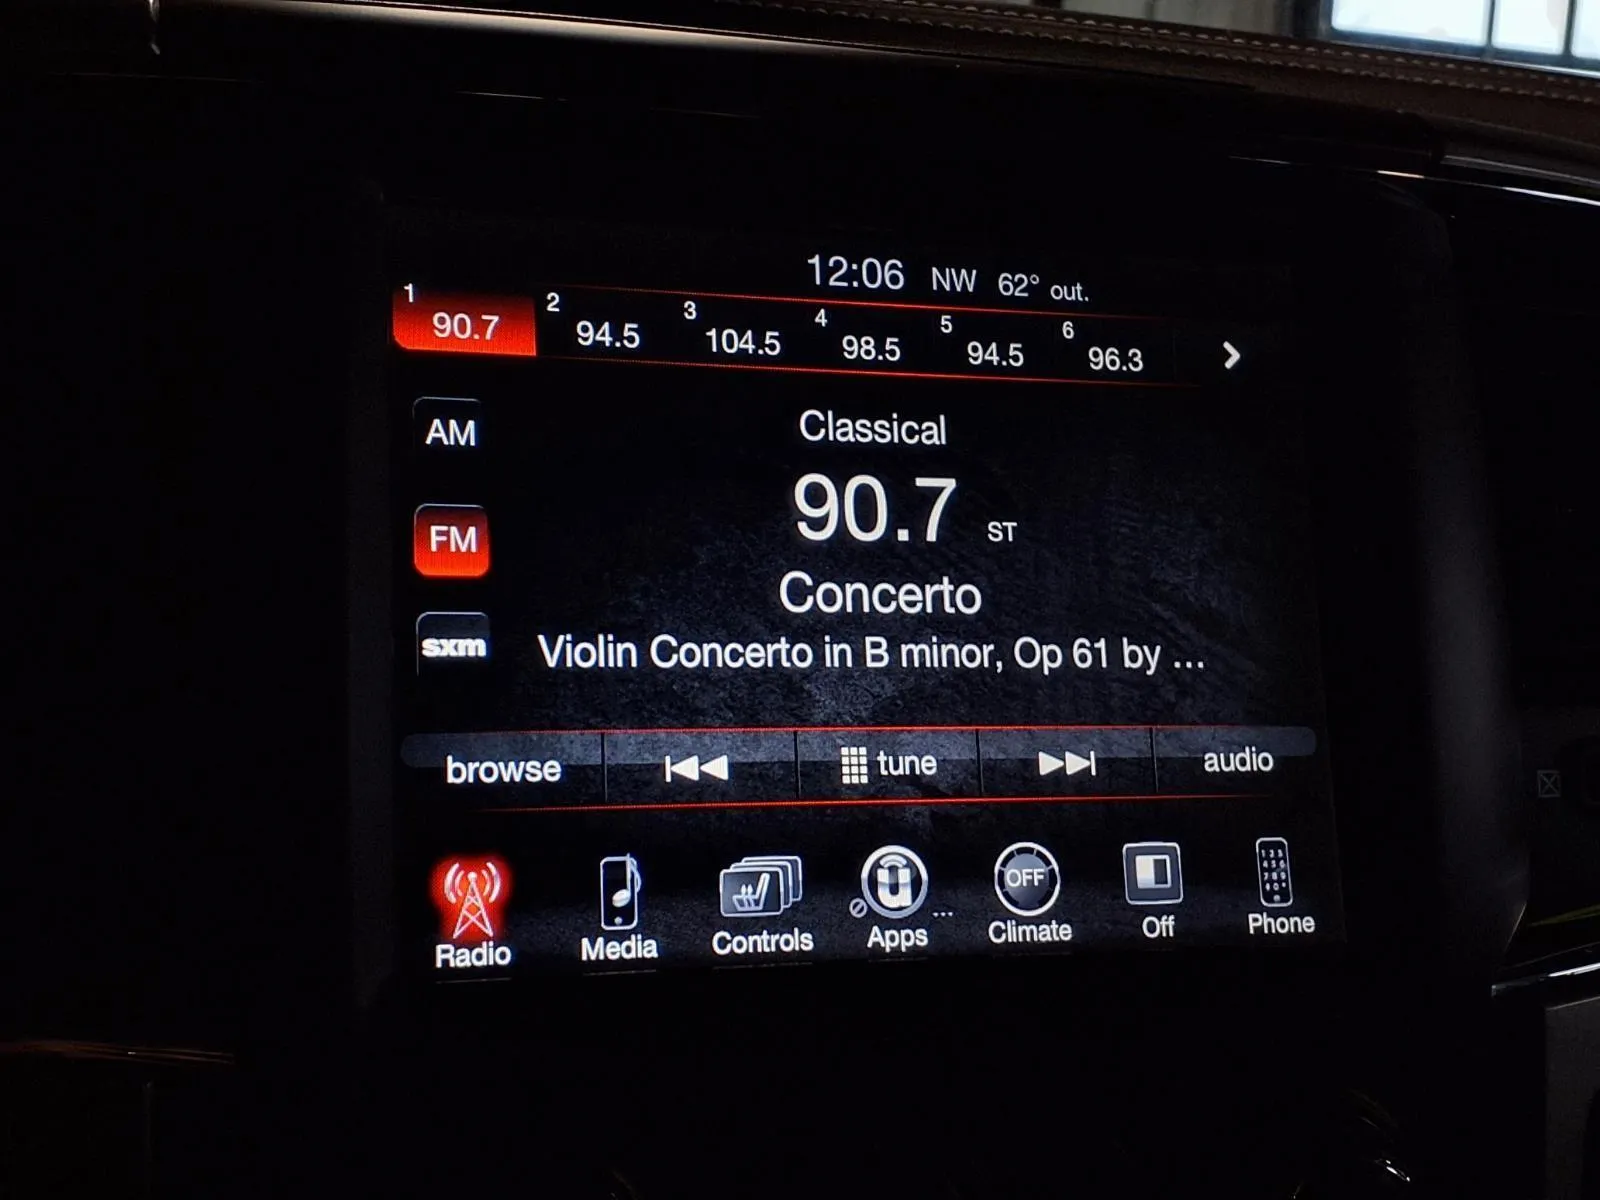 12:06 NW 62° out.
1 90.7 2 94.5 3 104.5 4 98.5 5 94.5 6 96.3
AM
Classical
90.7 ST
FM
Concerto
sxm
Violin Concerto in B minor, Op 61 by ...
browse tune audio
OFF
Radio Media Controls Apps ... Climate Off Phone